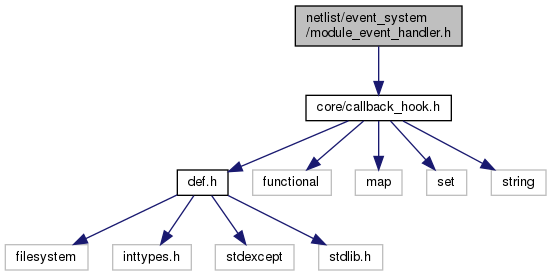 netlist/event_system
/module_event_handler.h
core/callback_hook.h
def.h
functional
map
set
string
filesystem
inttypes.h
stdexcept
stdlib.h